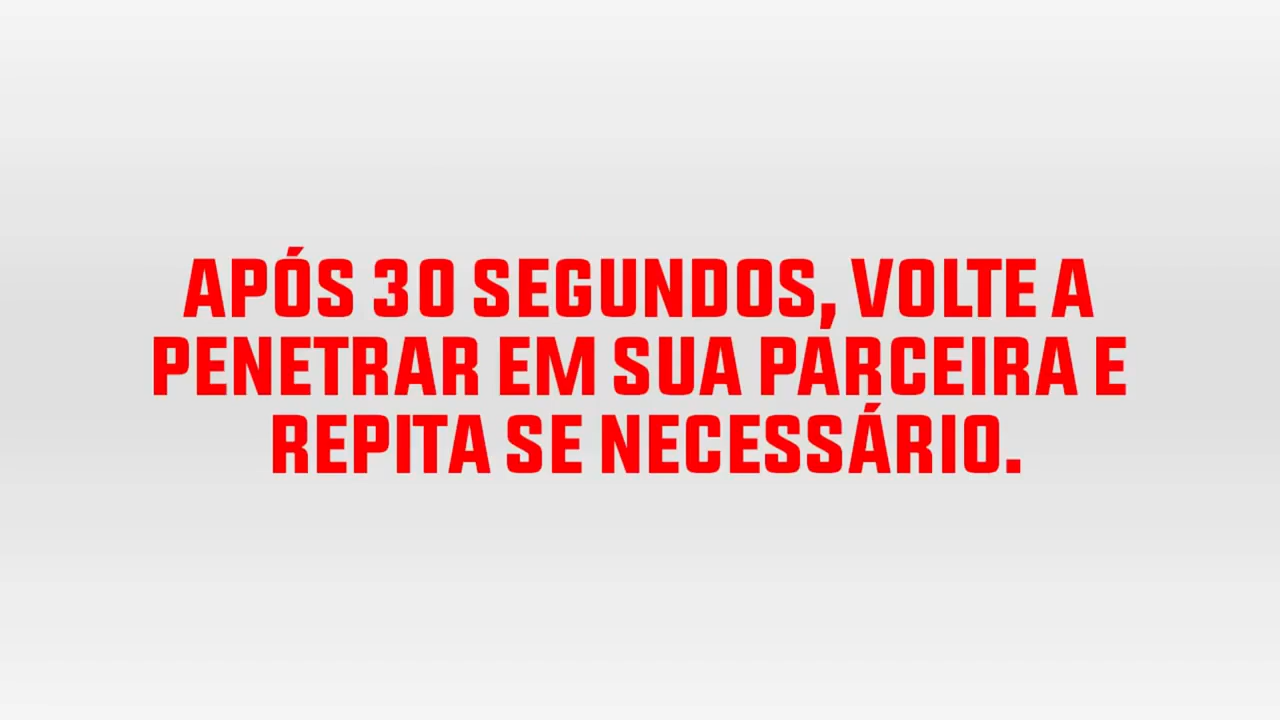 APÓS 30 SEGUNDOS, VOLTE A
PENETRAR EM SUA PARCEIRA E
REPITA SE NECESSÁRIO.